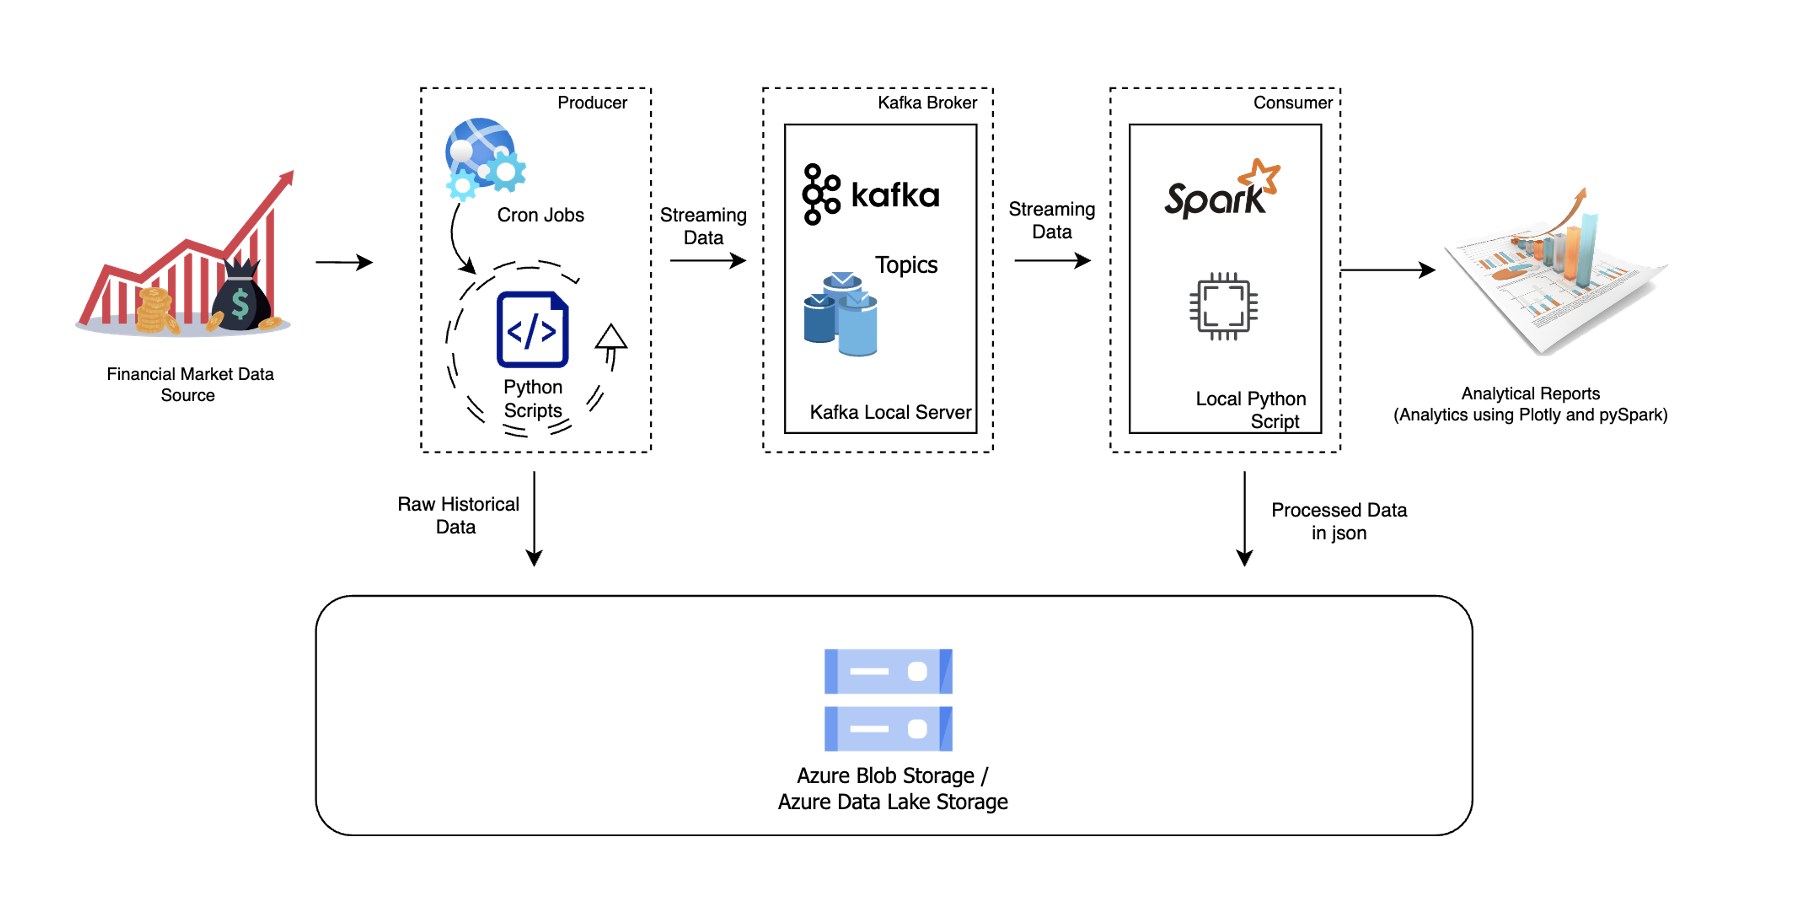 Producer
Cron Jobs
Python
Scripts
Financial Market Data
Source
Streaming
Data
Kafka Broker
kafka
Topics
Kafka Local Server
Streaming
Data
Consumer
Spark
Local Python
Script
Analytical Reports
(Analytics using Plotly and pySpark)
Raw Historical
Data
Processed Data
in json
Azure Blob Storage /
Azure Data Lake Storage